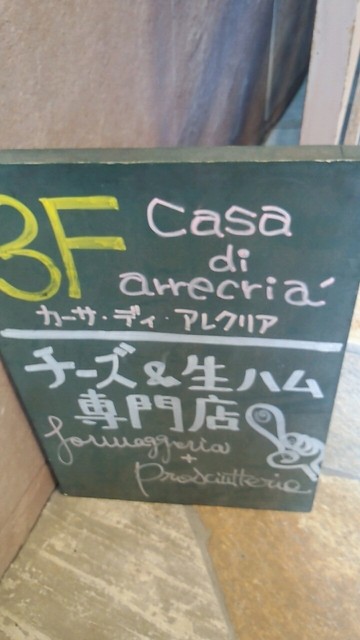 3F
Casa
di
arrecria'
カーサ・ディ・アレクリア
チーズ&生ハム
専門店
formaggeria
+
Prosciutteria